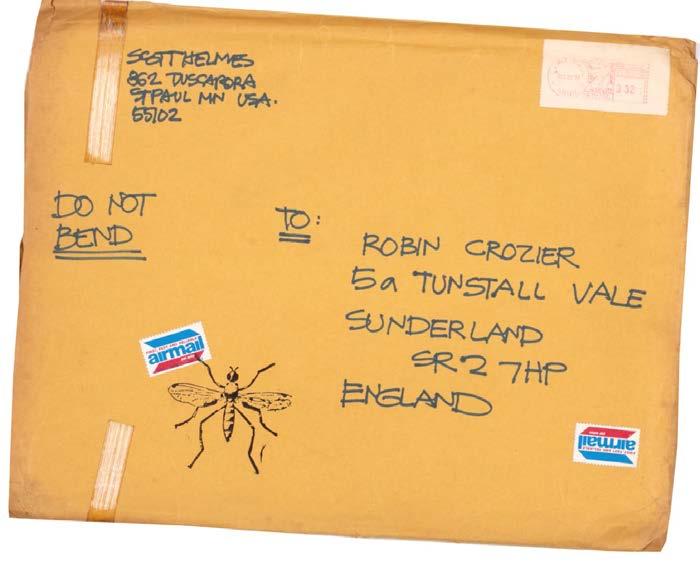 SCOTT HELMES
862 TUSCARORA
ST PAUL MN USA.
55102
332
DO NOT
BEND
TO:
ROBIN CROZIER
5a TUNSTALL VALE
SUNDERLAND
SR2 7HP
ENGLAND
airmail
airmail